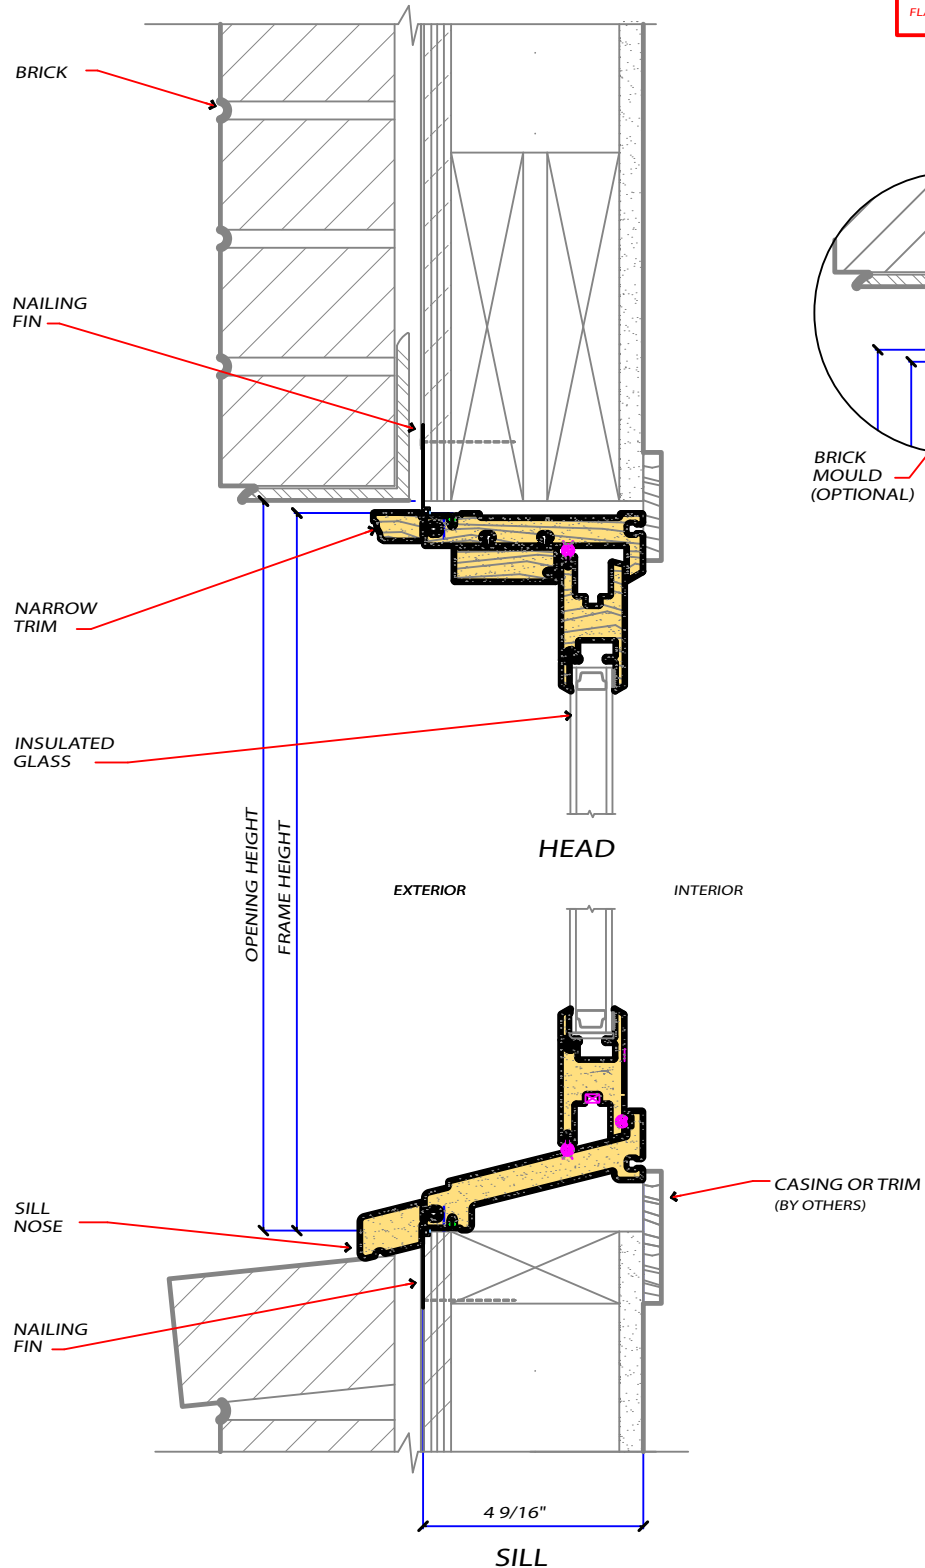 BRICK
NAILING
FIN
BRICK
MOULD
(OPTIONAL)
NARROW
TRIM
INSULATED
GLASS
OPENING HEIGHT
FRAME HEIGHT
HEAD
EXTERIOR
INTERIOR
SILL
NOSE
CASING OR TRIM
(BY OTHERS)
NAILING
FIN
4 9/16"
SILL